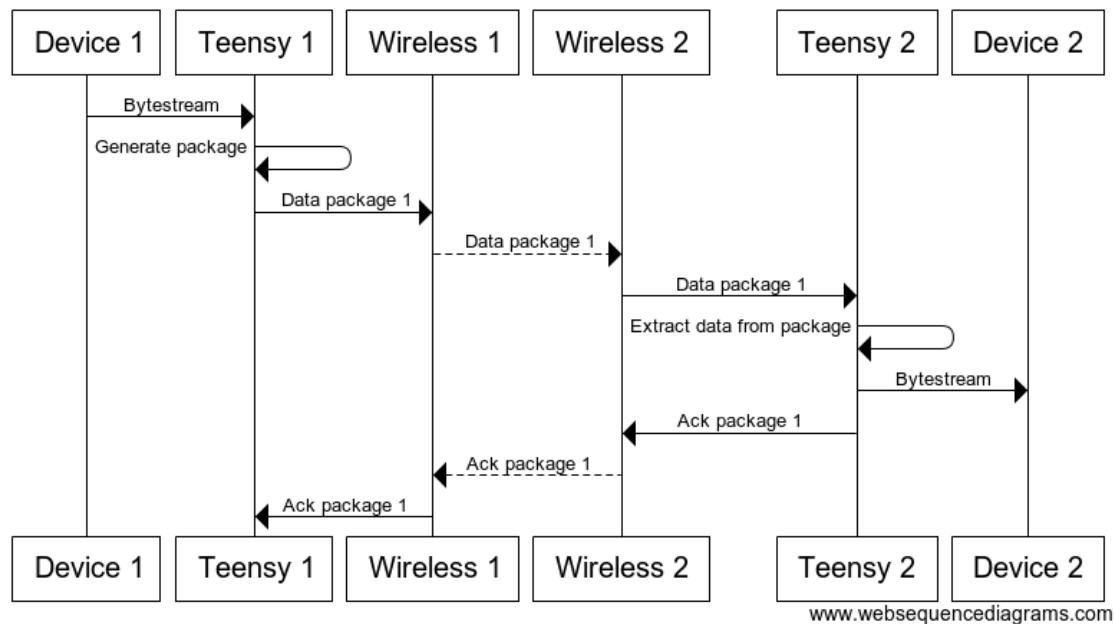 Device 1
Teensy 1
Wireless 1
Wireless 2
Teensy 2
Device 2
Bytestream
Generate package
Data package 1
Data package 1
Data package 1
Extract data from package
Bytestream
Ack package 1
Ack package 1
Ack package 1
Device 1
Teensy 1
Wireless 1
Wireless 2
Teensy 2
Device 2
www.websequencediagrams.com